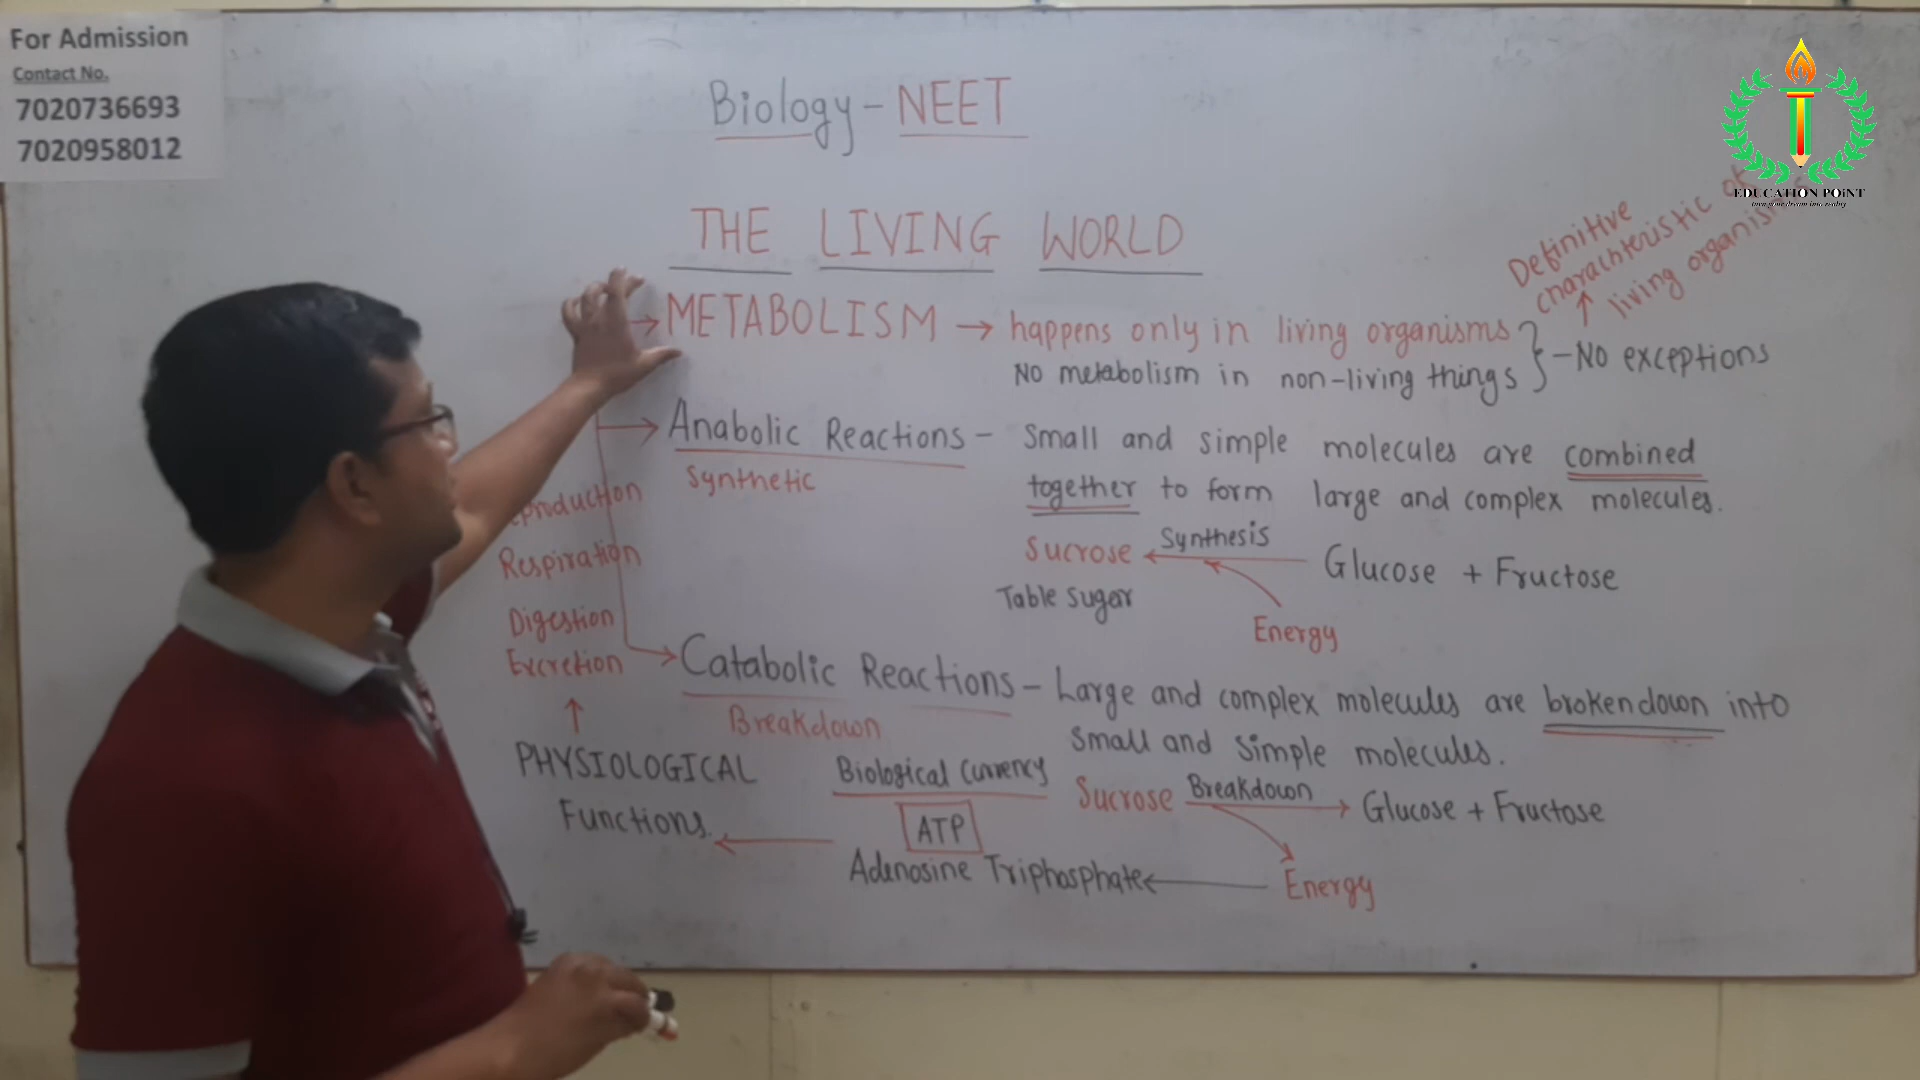 For Admission
Contact No.
7020736693
7020958012
EDUCATION POiNT
Biology - NEET
THE LIVING WORLD
Definitive
charachteristic of
living organisms
→ METABOLISM → happens only in living organisms
No metabolism in non-living things } - No exceptions
→ Anabolic Reactions - Small and simple molecules are combined
Synthetic
together to form large and complex molecules.
Sucrose ← Synthesis Glucose + Fructose
Table sugar
Energy
Respiration
Digestion
Excretion
→ Catabolic Reactions - Large and complex molecules are brokendown into
Breakdown
Small and Simple molecules.
PHYSIOLOGICAL
Functions.
Biological Currency
ATP
Adenosine Triphosphate
Sucrose Breakdown → Glucose + Fructose
Energy